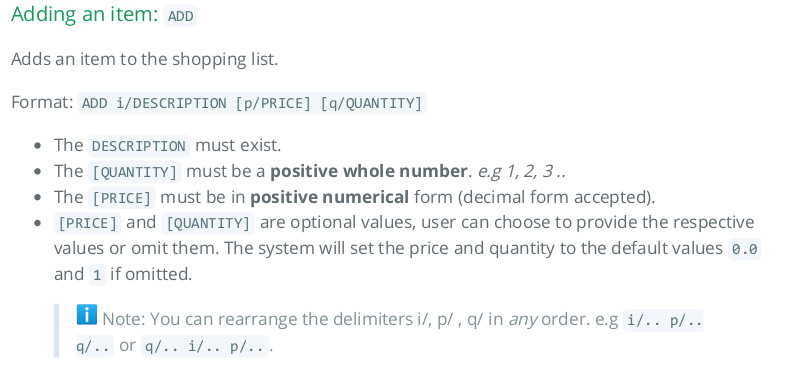 Adding an item: ADD
Adds an item to the shopping list.
Format: ADD i/DESCRIPTION [p/PRICE] [q/QUANTITY]
• The DESCRIPTION must exist.
• The [QUANTITY] must be a positive whole number. e.g 1, 2, 3 ..
• The [PRICE] must be in positive numerical form (decimal form accepted).
• [PRICE] and [QUANTITY] are optional values, user can choose to provide the respective
values or omit them. The system will set the price and quantity to the default values 0.0
and 1 if omitted.
ℹ Note: You can rearrange the delimiters i/, p/ , q/ in any order. e.g i/.. p/..
q/.. or q/.. i/.. p/...